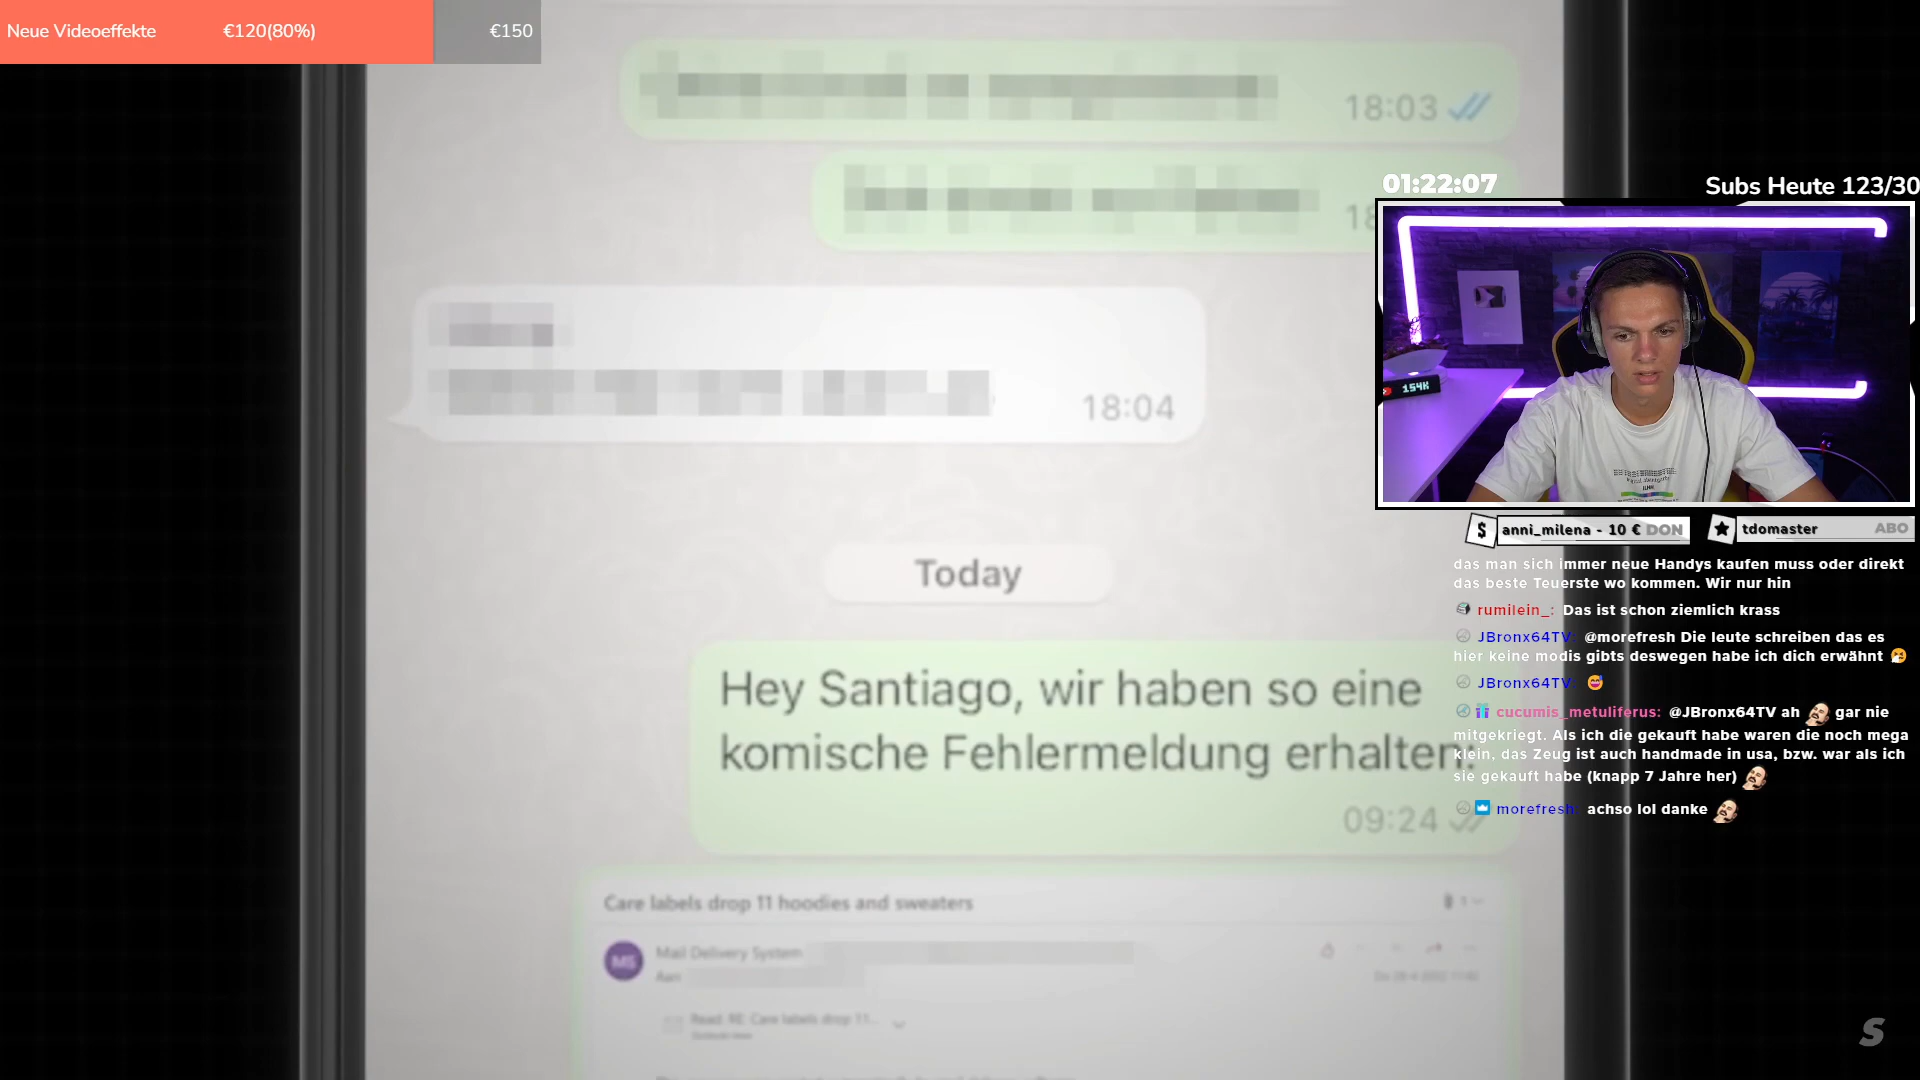 Neue Videoeffekte €120(80%) €150
18:03
18
18:04
Today
Hey Santiago, wir haben so eine
komische Fehlermeldung erhalten.
09:24
Care labels drop 11 hoodies and sweaters
1
MS
Mail Delivery System
Aan
Read: RE: Care labels drop 11...
01:22:07
Subs Heute 123/30
154K
$ anni_milena - 10 € DON
tdomaster ABO
das man sich immer neue Handys kaufen muss oder direkt
das beste Teuerste wo kommen. Wir nur hin
rumilein_: Das ist schon ziemlich krass
JBronx64TV: @morefresh Die leute schreiben das es
hier keine modis gibts deswegen habe ich dich erwähnt 🤧
JBronx64TV: 😅
cucumis_metuliferus: @JBronx64TV ah gar nie
mitgekriegt. Als ich die gekauft habe waren die noch mega
klein, das Zeug ist auch handmade in usa, bzw. war als ich
sie gekauft habe (knapp 7 Jahre her)
morefresh: achso lol danke
S